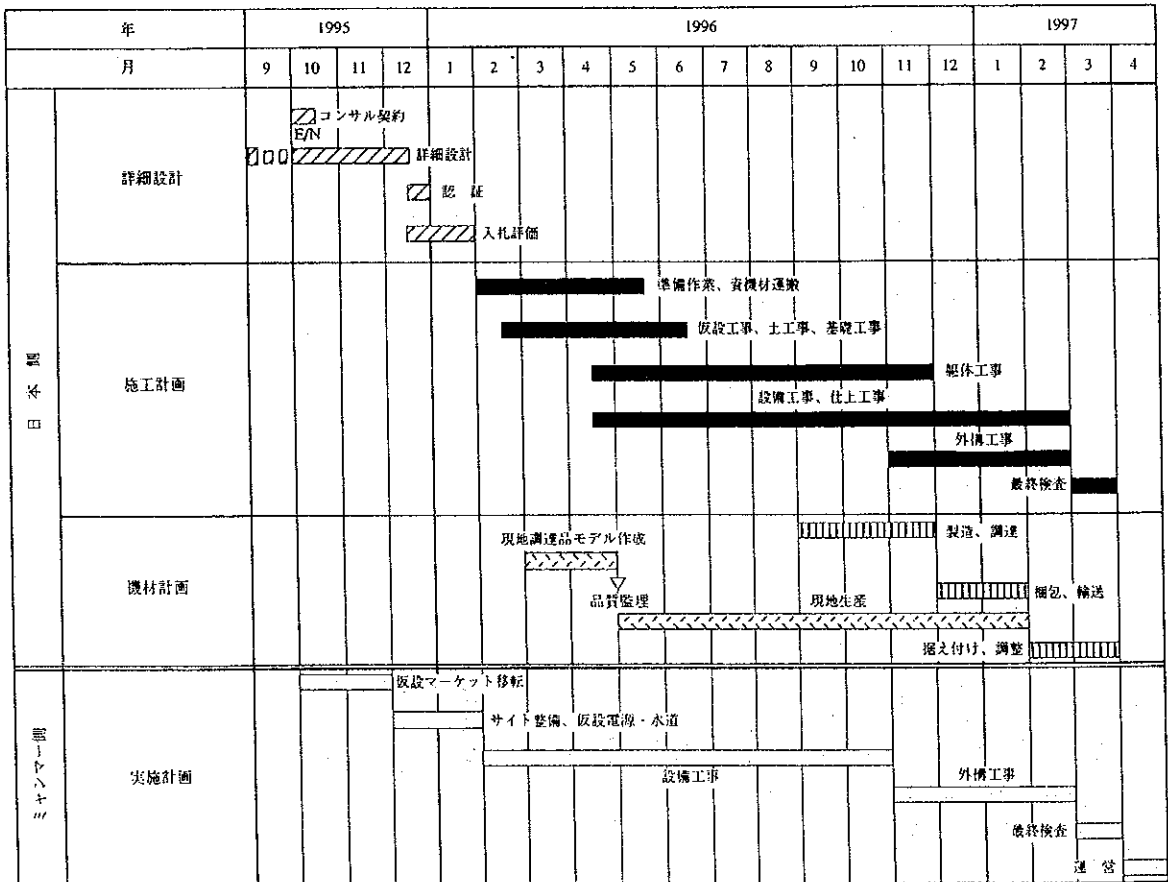 年 1995 1996 1997
月 9 10 11 12 1 2 3 4 5 6 7 8 9 10 11 12 1 2 3 4
日本側
詳細設計
コンサル契約
E/N
詳細設計
認 証
入札評価
施工計画
準備作業、資機材運搬
仮設工事、土工事、基礎工事
躯体工事
設備工事、仕上工事
外構工事
最終検査
機材計画
製造、調達
現地調達品モデル作成
梱包、輸送
品質監理
現地生産
据え付け、調整
ミャンマー側
実施計画
仮設マーケット移転
サイト整備、仮設電源・水道
設備工事
外構工事
最終検査
運 営